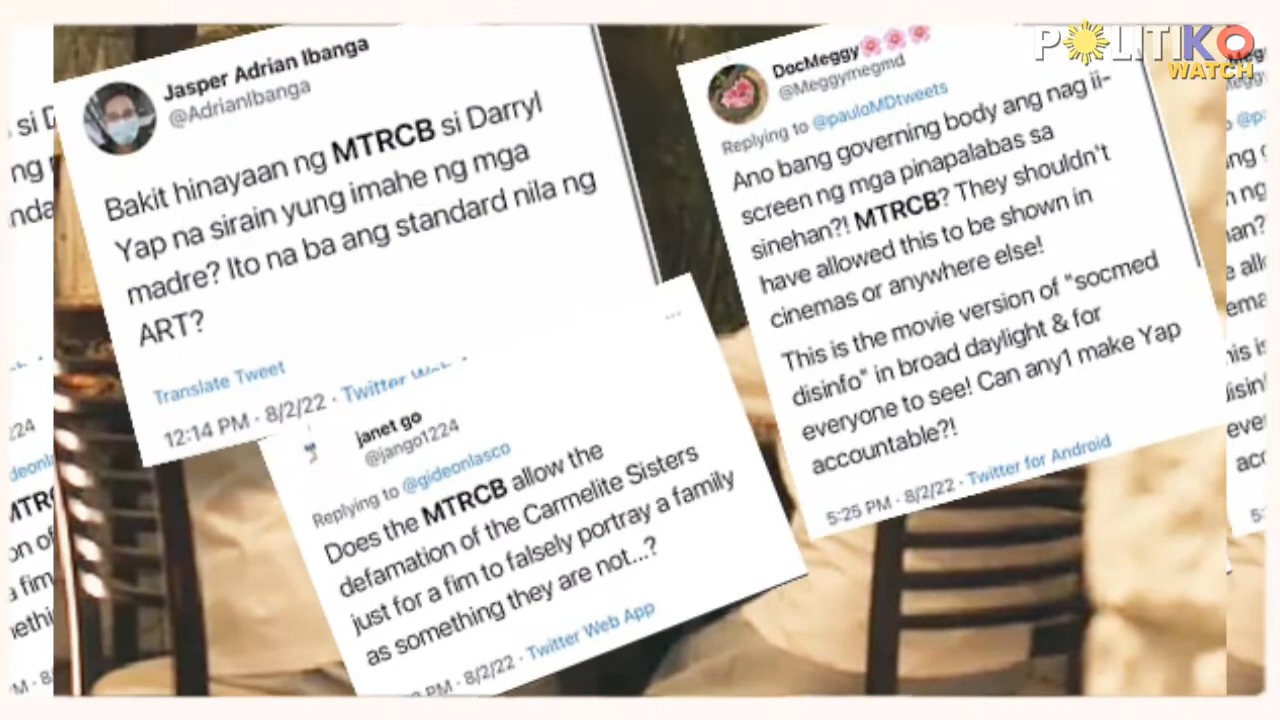 POLITIKO
WATCH
Jasper Adrian Ibanga
@AdrianIbanga
Bakit hinayaan ng MTRCB si Darryl
Yap na sirain yung imahe ng mga
madre? Ito na ba ang standard nila ng
ART?
Translate Tweet
12:14 PM · 8/2/22 · Twitter Web
janet go
@jango1224
Replying to @gideonlasco
Does the MTRCB allow the
defamation of the Carmelite Sisters
just for a fim to falsely portray a family
as something they are not...?
PM · 8/2/22 · Twitter Web App
DocMeggy🌸🌸🌸
@Meggymegmd
Replying to @pauloMDtweets
Ano bang governing body ang nag ii-
screen ng mga pinapalabas sa
sinehan?! MTRCB? They shouldn't
have allowed this to be shown in
cinemas or anywhere else!
This is the movie version of "socmed
disinfo" in broad daylight & for
everyone to see! Can any1 make Yap
accountable?!
5:25 PM · 8/2/22 · Twitter for Android